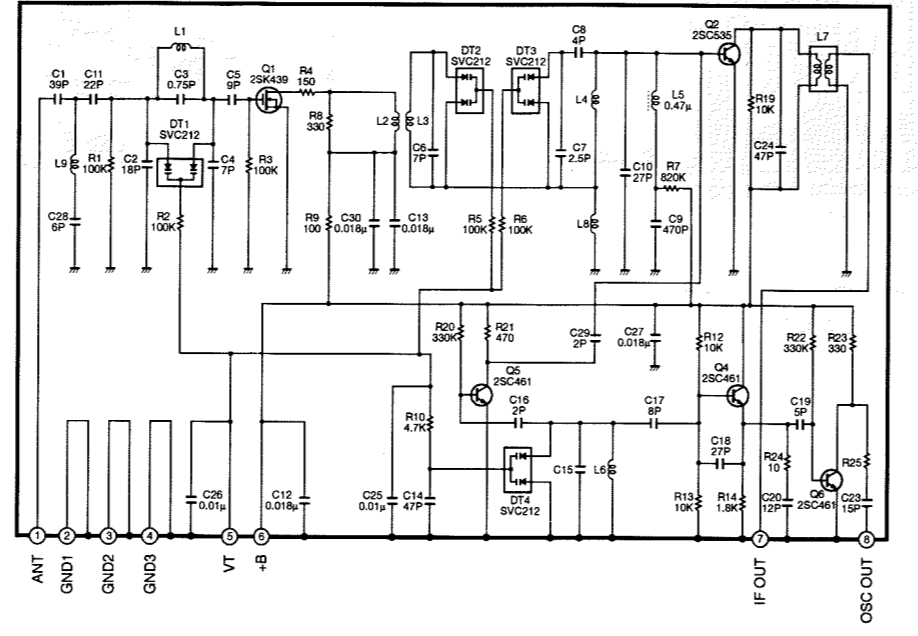 L1
C1
39P
C11
22P
C3
0.75P
C5
9P
Q1
2SK439
R4
150
DT2
SVC212
DT3
SVC212
C8
4P
Q2
2SC535
L7
R8
330
L2
L3
L4
L5
0.47μ
R19
10K
DT1
SVC212
L9
R1
100K
C2
18P
C4
7P
R3
100K
C6
7P
C7
2.5P
C10
27P
R7
820K
C24
47P
C28
6P
R2
100K
R9
100
C30
0.018μ
C13
0.018μ
R5
100K
R6
100K
L8
C9
470P
R20
330K
R21
470
C29
2P
C27
0.018μ
R12
10K
R22
330K
R23
330
Q5
2SC461
Q4
2SC461
C16
2P
C17
8P
C19
5P
R10
4.7K
C18
27P
R24
10
R25
C26
0.01μ
C12
0.018μ
C25
0.01μ
C14
47P
DT4
SVC212
C15
L6
R13
10K
R14
1.8K
C20
12P
Q6
2SC461
C23
15P
1
2
3
4
5
6
7
8
ANT
GND1
GND2
GND3
VT
+B
IF OUT
OSC OUT